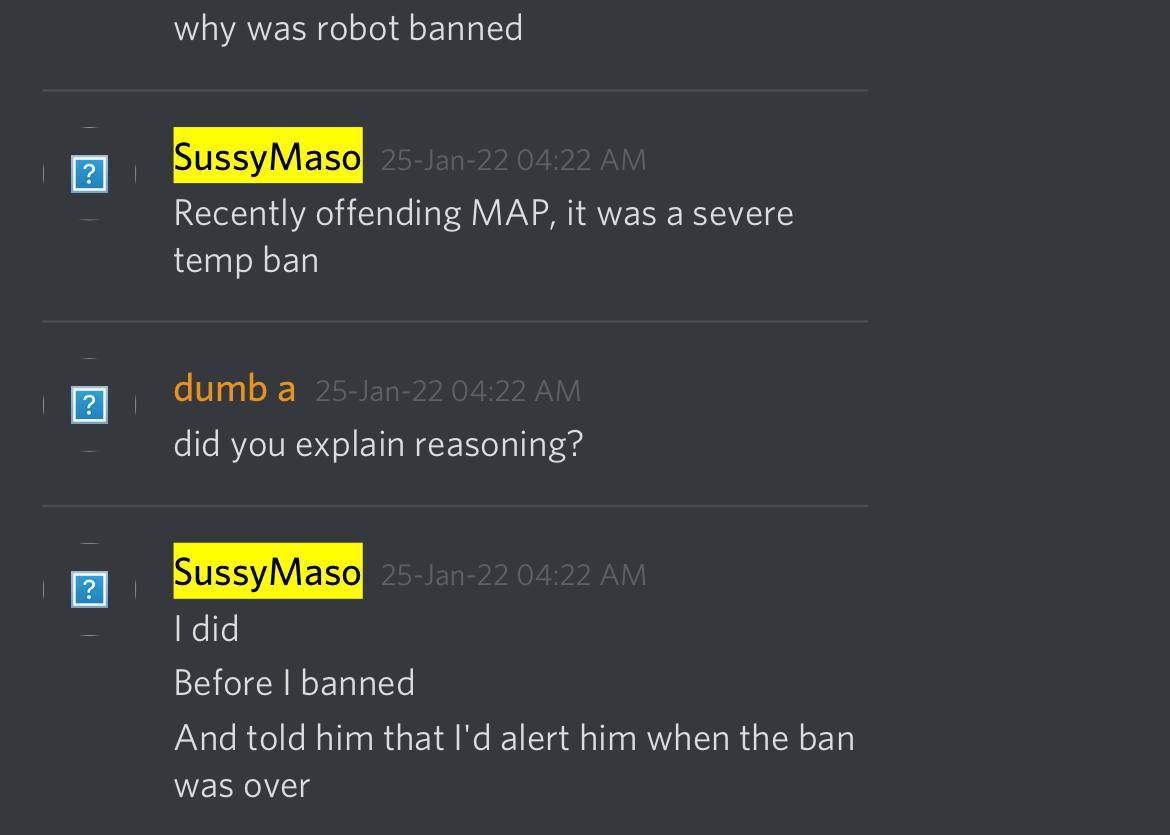 why was robot banned
SussyMaso 25-Jan-22 04:22 AM
Recently offending MAP, it was a severe
temp ban
dumb a 25-Jan-22 04:22 AM
did you explain reasoning?
SussyMaso 25-Jan-22 04:22 AM
I did
Before I banned
And told him that I'd alert him when the ban
was over